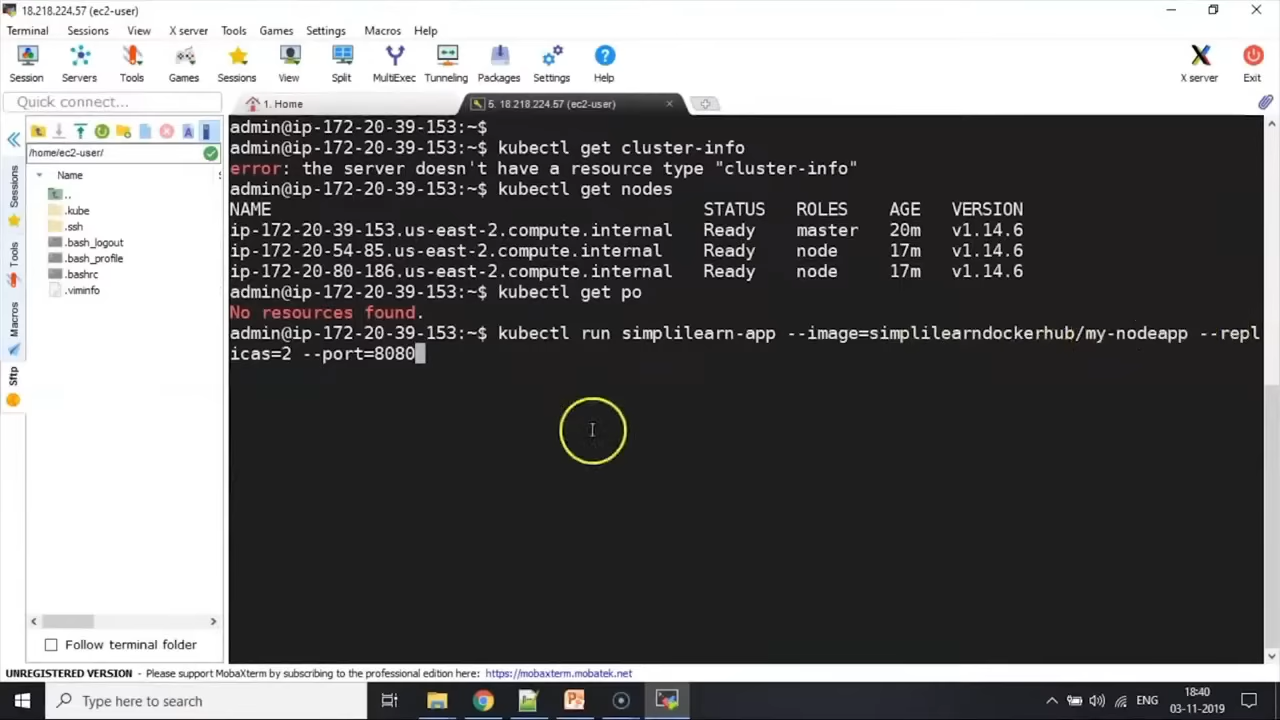 18.218.224.57 (ec2-user)
Terminal Sessions View X server Tools Games Settings Macros Help
Session Servers Tools Games Sessions View Split MultiExec Tunneling Packages Settings Help X server Exit
Quick connect...
1. Home
5. 18.218.224.57 (ec2-user)
/home/ec2-user/
Name
..
.kube
.ssh
.bash_logout
.bash_profile
.bashrc
.viminfo
Sessions
Tools
Macros
Sftp
Follow terminal folder
admin@ip-172-20-39-153:~$
admin@ip-172-20-39-153:~$ kubectl get cluster-info
error: the server doesn't have a resource type "cluster-info"
admin@ip-172-20-39-153:~$ kubectl get nodes
NAME STATUS ROLES AGE VERSION
ip-172-20-39-153.us-east-2.compute.internal Ready master 20m v1.14.6
ip-172-20-54-85.us-east-2.compute.internal Ready node 17m v1.14.6
ip-172-20-80-186.us-east-2.compute.internal Ready node 17m v1.14.6
admin@ip-172-20-39-153:~$ kubectl get po
No resources found.
admin@ip-172-20-39-153:~$ kubectl run simplilearn-app --image=simplilearndockerhub/my-nodeapp --repl
icas=2 --port=8080
UNREGISTERED VERSION - Please support MobaXterm by subscribing to the professional edition here: https://mobaxterm.mobatek.net
Type here to search
ENG
18:40
03-11-2019